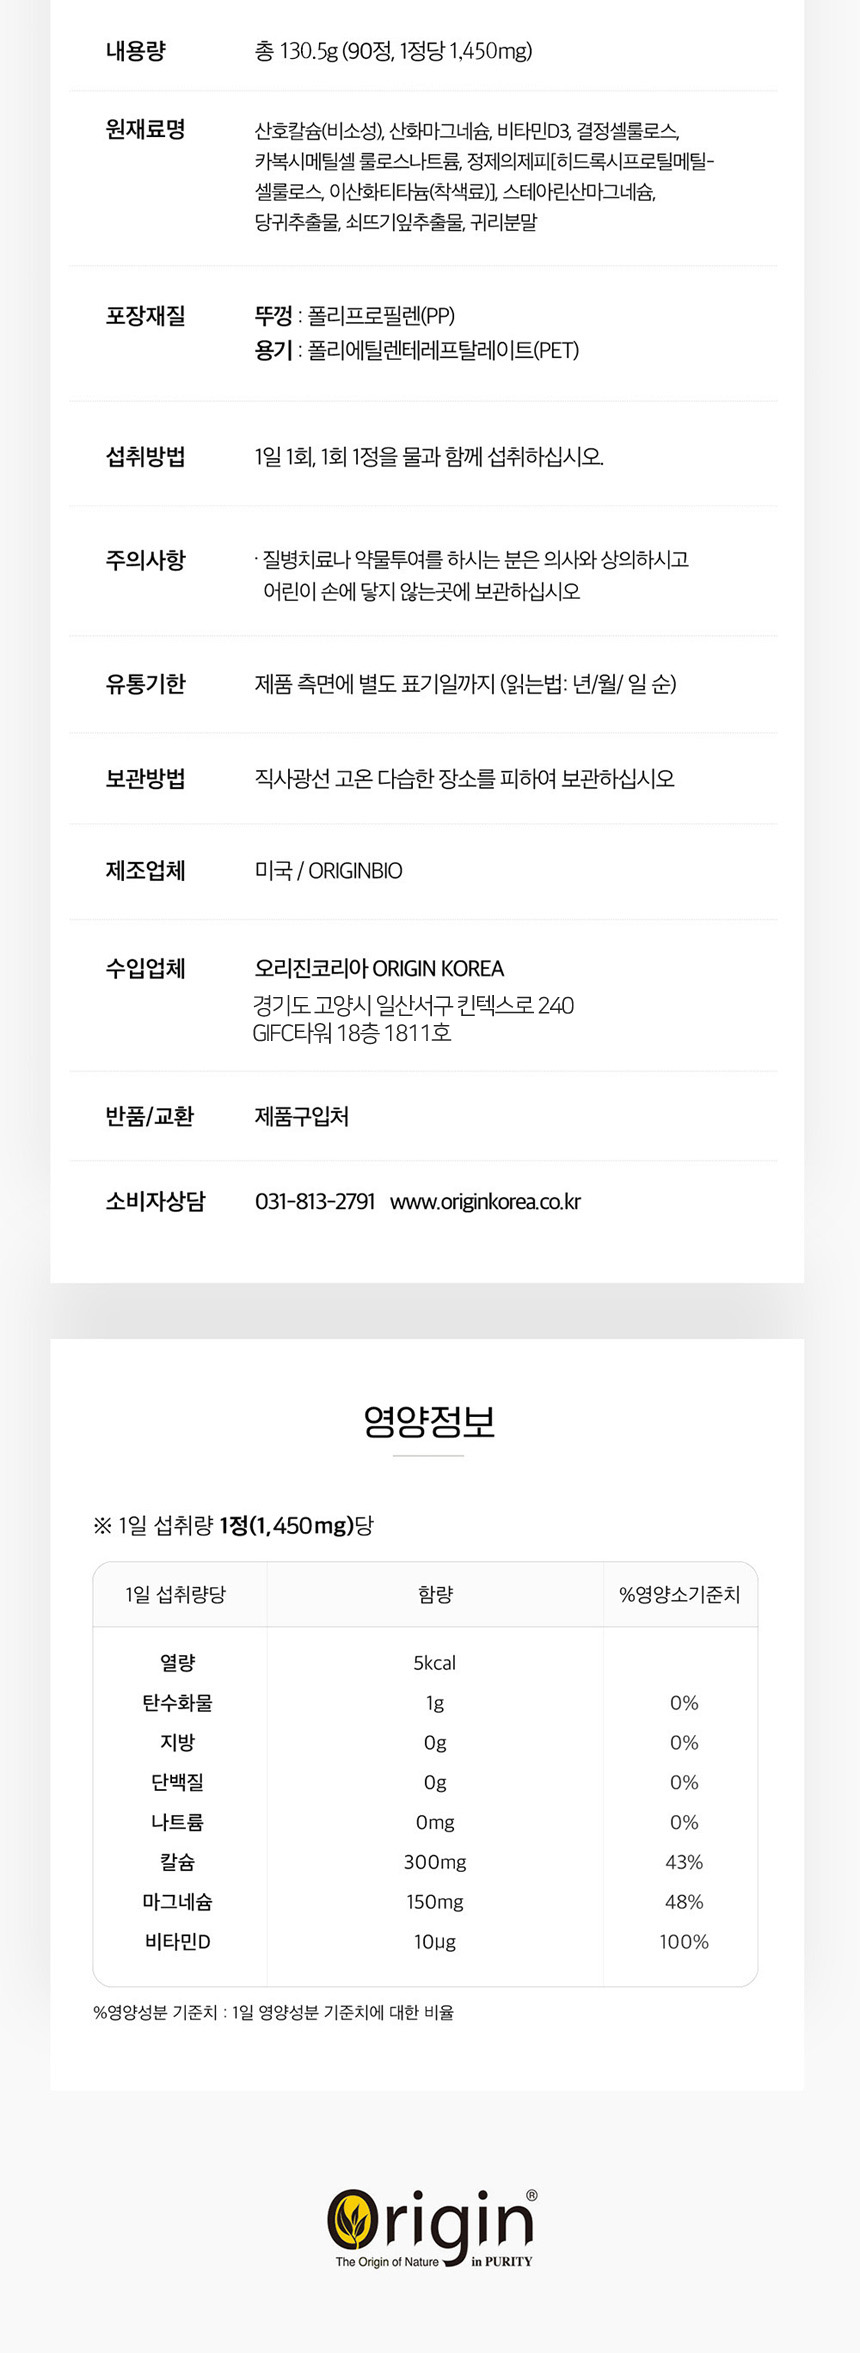 내용량 총 130.5g (90정, 1정당 1,450mg)
원재료명 산호칼슘(비소성), 산화마그네슘, 비타민D3, 결정셀룰로스,
카복시메틸셀 룰로스나트륨, 정제의제피[히드록시프로틸메틸-
셀룰로스, 이산화티타늄(착색료)], 스테아린산마그네슘,
당귀추출물, 쇠뜨기잎추출물, 귀리분말
포장재질 뚜껑 : 폴리프로필렌(PP)
용기 : 폴리에틸렌테레프탈레이트(PET)
섭취방법 1일 1회, 1회 1정을 물과 함께 섭취하십시오.
주의사항 · 질병치료나 약물투여를 하시는 분은 의사와 상의하시고
어린이 손에 닿지 않는곳에 보관하십시오
유통기한 제품 측면에 별도 표기일까지 (읽는법: 년/월/ 일 순)
보관방법 직사광선 고온 다습한 장소를 피하여 보관하십시오
제조업체 미국 / ORIGINBIO
수입업체 오리진코리아 ORIGIN KOREA
경기도 고양시 일산서구 킨텍스로 240
GIFC타워 18층 1811호
반품/교환 제품구입처
소비자상담 031-813-2791 www.originkorea.co.kr
영양정보
※ 1일 섭취량 1정(1,450mg)당
1일 섭취량당 함량 %영양소기준치
열량 5kcal
탄수화물 1g 0%
지방 0g 0%
단백질 0g 0%
나트륨 0mg 0%
칼슘 300mg 43%
마그네슘 150mg 48%
비타민D 10μg 100%
%영양성분 기준치 : 1일 영양성분 기준치에 대한 비율
Origin®
The Origin of Nature in PURITY